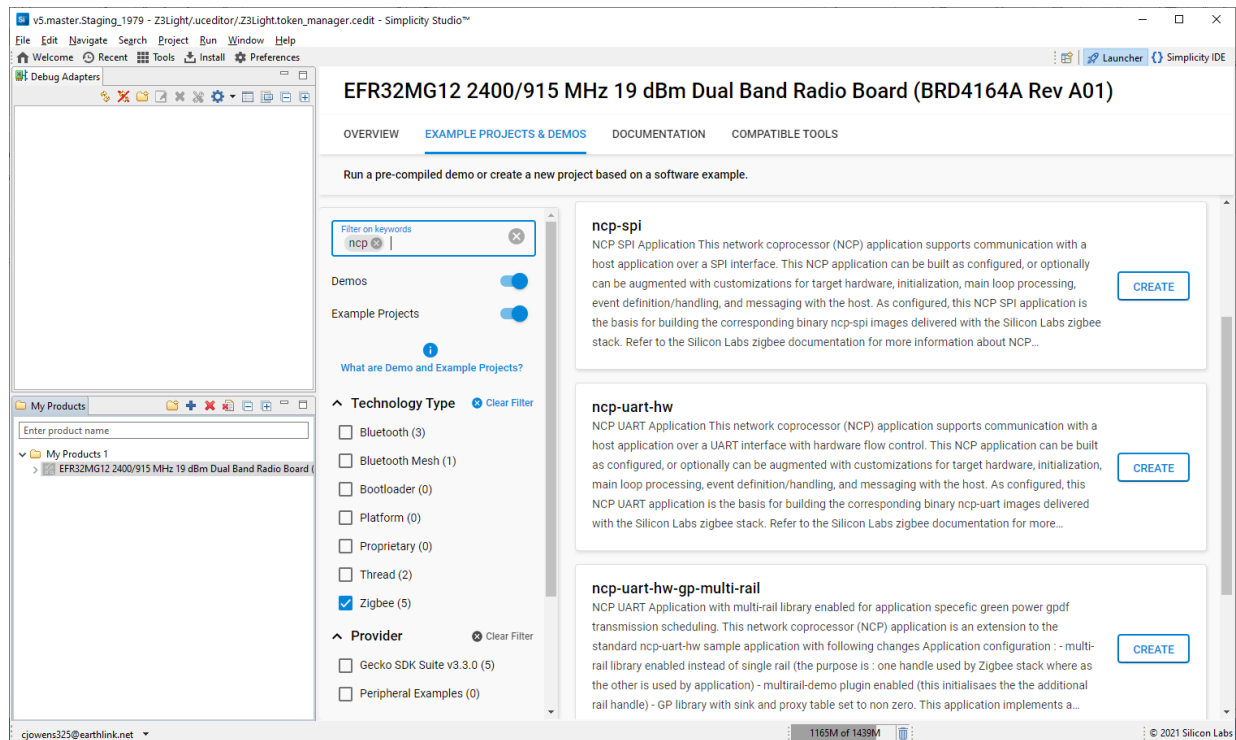 v5.master.Staging_1979 - Z3Light/.uceditor/.Z3Light.token_manager.cedit - Simplicity Studio™
File Edit Navigate Search Project Run Window Help
Welcome Recent Tools Install Preferences
Launcher {} Simplicity IDE
Debug Adapters
My Products
Enter product name
My Products 1
EFR32MG12 2400/915 MHz 19 dBm Dual Band Radio Board (
EFR32MG12 2400/915 MHz 19 dBm Dual Band Radio Board (BRD4164A Rev A01)
OVERVIEW EXAMPLE PROJECTS & DEMOS DOCUMENTATION COMPATIBLE TOOLS
Run a pre-compiled demo or create a new project based on a software example.
Filter on keywords
ncp
Demos
Example Projects
What are Demo and Example Projects?
Technology Type Clear Filter
Bluetooth (3)
Bluetooth Mesh (1)
Bootloader (0)
Platform (0)
Proprietary (0)
Thread (2)
Zigbee (5)
Provider Clear Filter
Gecko SDK Suite v3.3.0 (5)
Peripheral Examples (0)
ncp-spi
NCP SPI Application This network coprocessor (NCP) application supports communication with a
host application over a SPI interface. This NCP application can be built as configured, or optionally
can be augmented with customizations for target hardware, initialization, main loop processing,
event definition/handling, and messaging with the host. As configured, this NCP SPI application is
the basis for building the corresponding binary ncp-spi images delivered with the Silicon Labs zigbee
stack. Refer to the Silicon Labs zigbee documentation for more information about NCP...
CREATE
ncp-uart-hw
NCP UART Application This network coprocessor (NCP) application supports communication with a
host application over a UART interface with hardware flow control. This NCP application can be built
as configured, or optionally can be augmented with customizations for target hardware, initialization,
main loop processing, event definition/handling, and messaging with the host. As configured, this
NCP UART application is the basis for building the corresponding binary ncp-uart images delivered
with the Silicon Labs zigbee stack. Refer to the Silicon Labs zigbee documentation for more...
CREATE
ncp-uart-hw-gp-multi-rail
NCP UART Application with multi-rail library enabled for application specefic green power gpdf
transmission scheduling. This network coprocessor (NCP) application is an extension to the
standard ncp-uart-hw sample application with following changes Application configuration : - multi-
rail library enabled instead of single rail (the purpose is : one handle used by Zigbee stack where as
the other is used by application) - multirail-demo plugin enabled (this initialisaes the the additional
rail handle) - GP library with sink and proxy table set to non zero. This application implements a...
CREATE
cjowens325@earthlink.net
1165M of 1439M
© 2021 Silicon Labs